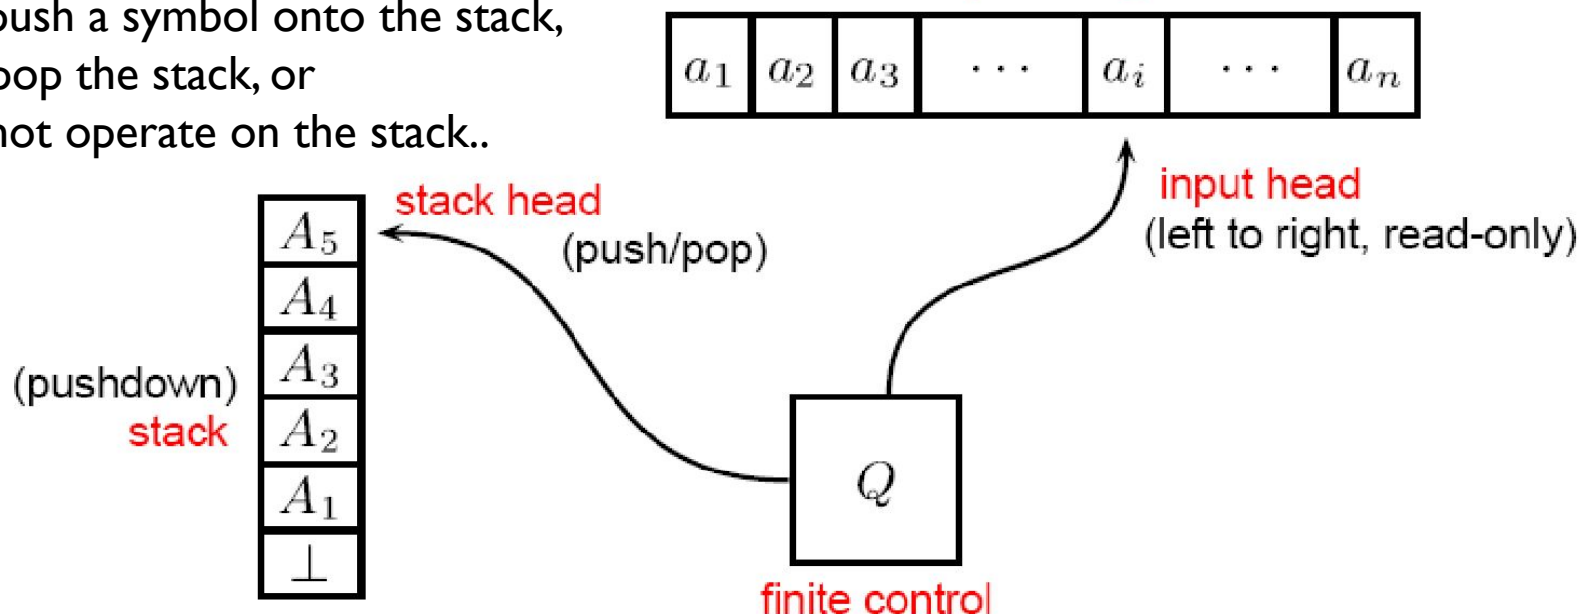 push a symbol onto the stack,
pop the stack, or
not operate on the stack..
a₁ a₂ a₃ ··· aᵢ ··· aₙ
stack head
(push/pop)
input head
(left to right, read-only)
A₅
A₄
A₃
(pushdown)
stack
A₂
A₁
⊥
Q
finite control